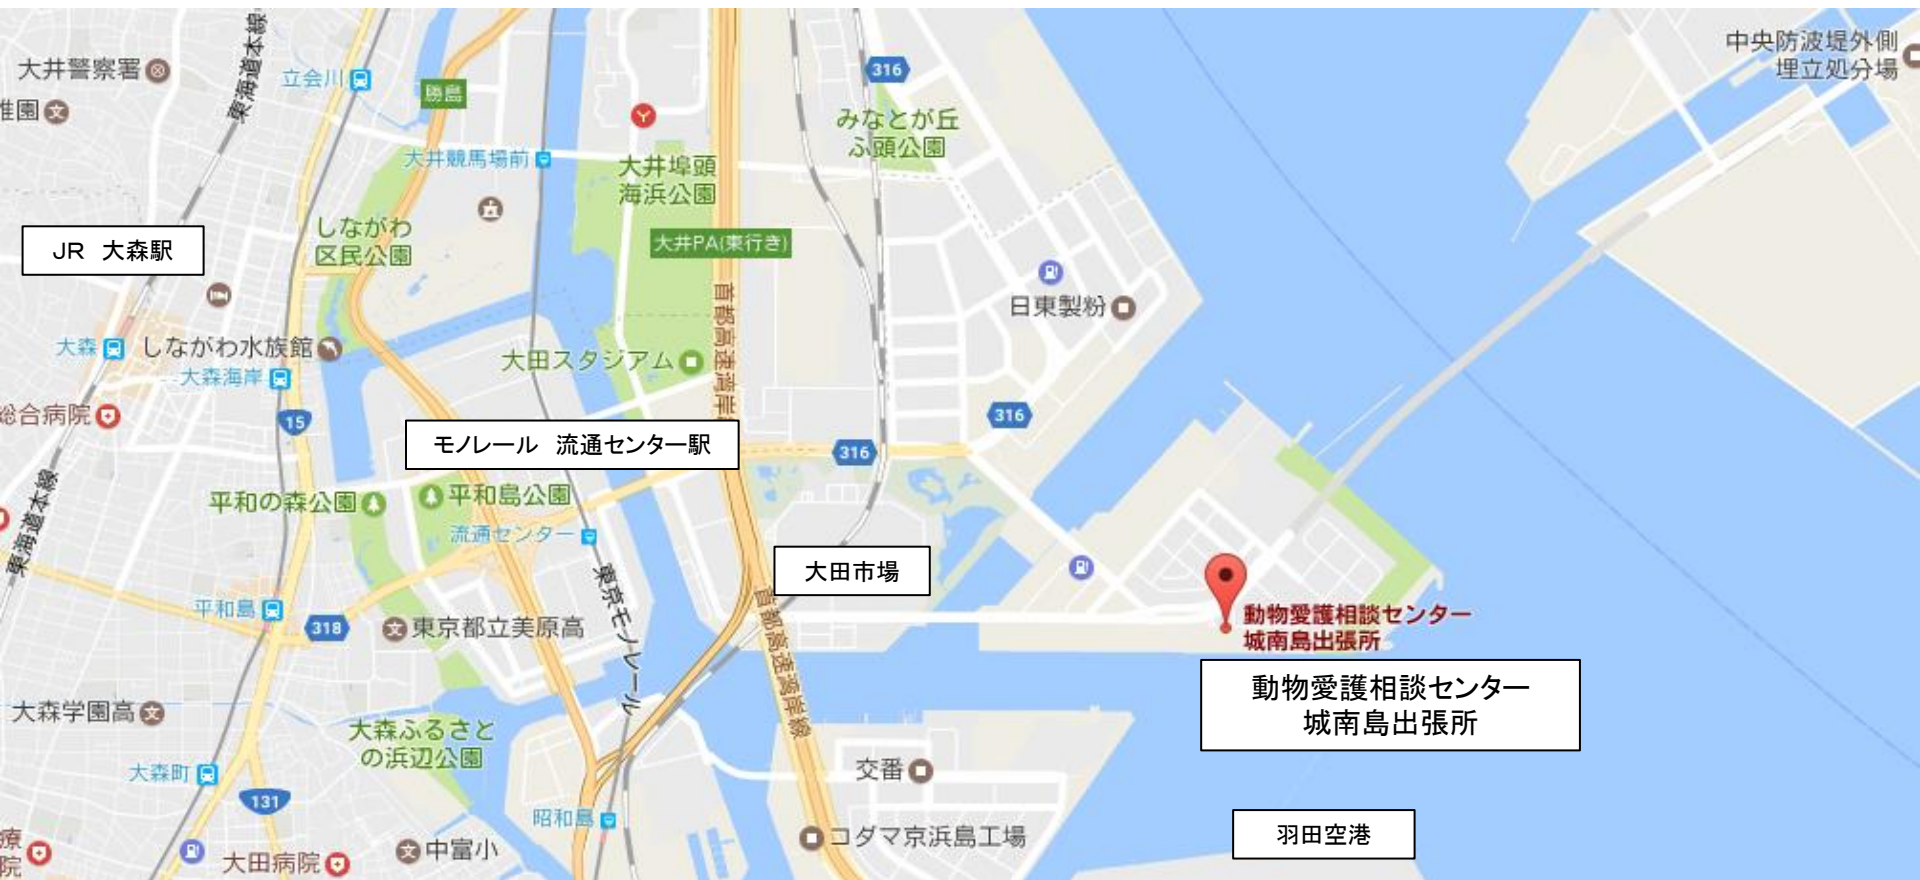 中央防波堤外側
埋立処分場
大井警察署
稚園
立会川
東海道本線
勝島
316
みなとが丘
ふ頭公園
大井競馬場前
大井埠頭
海浜公園
しながわ
区民公園
大井PA(東行き)
JR 大森駅
首都高速湾岸線
日東製粉
大森
しながわ水族館
大森海岸
大田スタジアム
総合病院
15
316
モノレール 流通センター駅
316
東海道本線
平和の森公園
平和島公園
流通センター
大田市場
東京モノレール
首都高速湾岸線
平和島
318
東京都立美原高
動物愛護相談センター
城南島出張所
動物愛護相談センター
城南島出張所
大森学園高
大森ふるさと
の浜辺公園
大森町
131
交番
昭和島
コダマ京浜島工場
羽田空港
療
院
大田病院
中富小